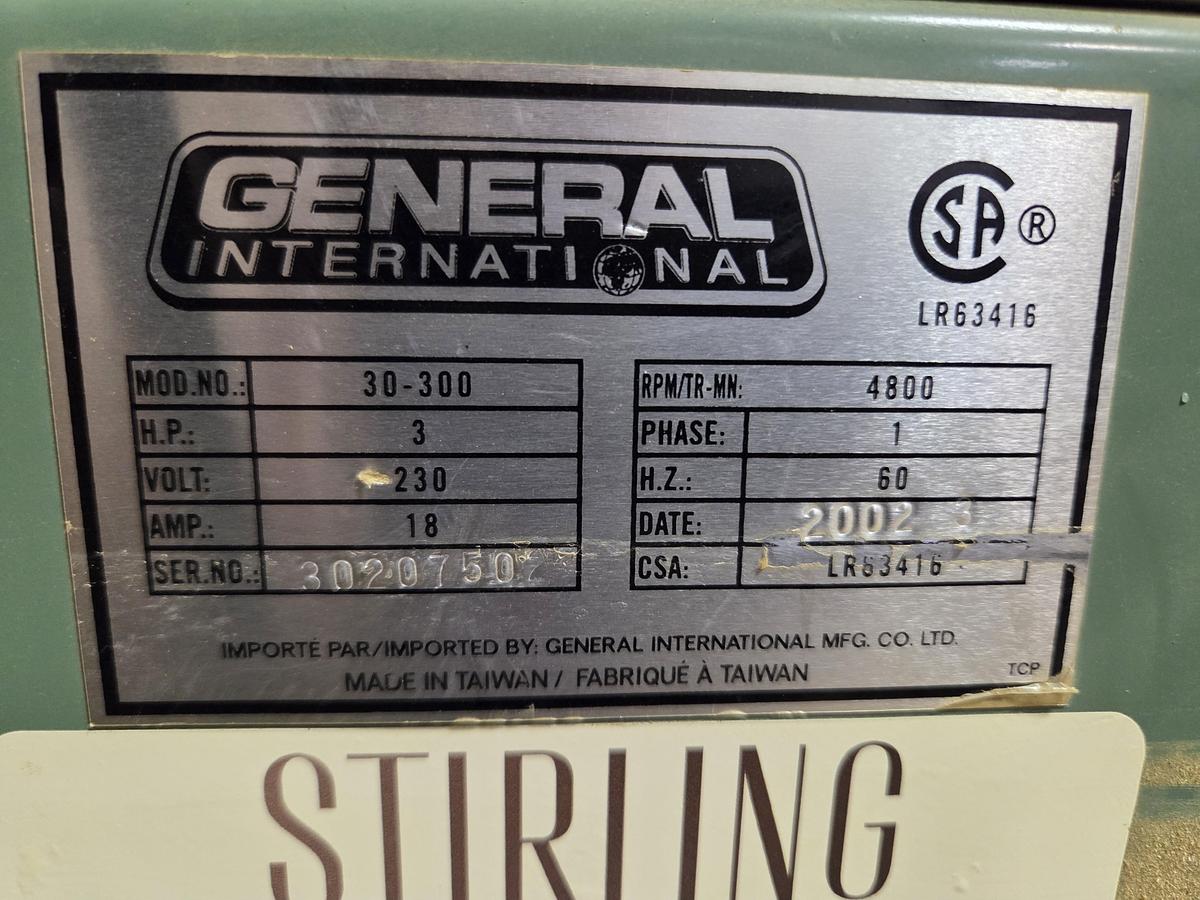 GENERAL
INTERNATIONAL
CSA ®
LR63416
MOD.NO.: 30-300
H.P.: 3
VOLT: 230
AMP.: 18
SER.NO.:
RPM/TR-MN: 4800
PHASE: 1
H.Z.: 60
DATE: 2002 3
CSA: LR63416
IMPORTÉ PAR/IMPORTED BY: GENERAL INTERNATIONAL MFG. CO. LTD.
MADE IN TAIWAN / FABRIQUÉ À TAIWAN
TCP
STIRLING